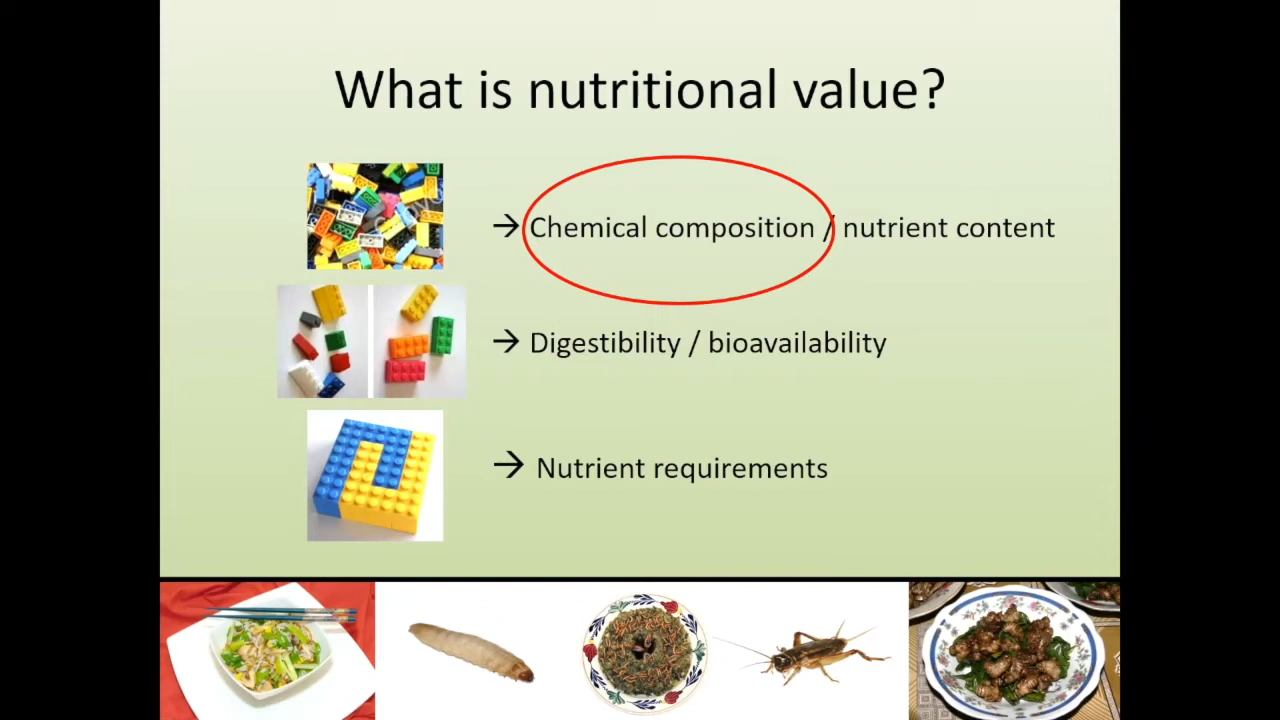 What is nutritional value?
→ Chemical composition / nutrient content
→ Digestibility / bioavailability
→ Nutrient requirements